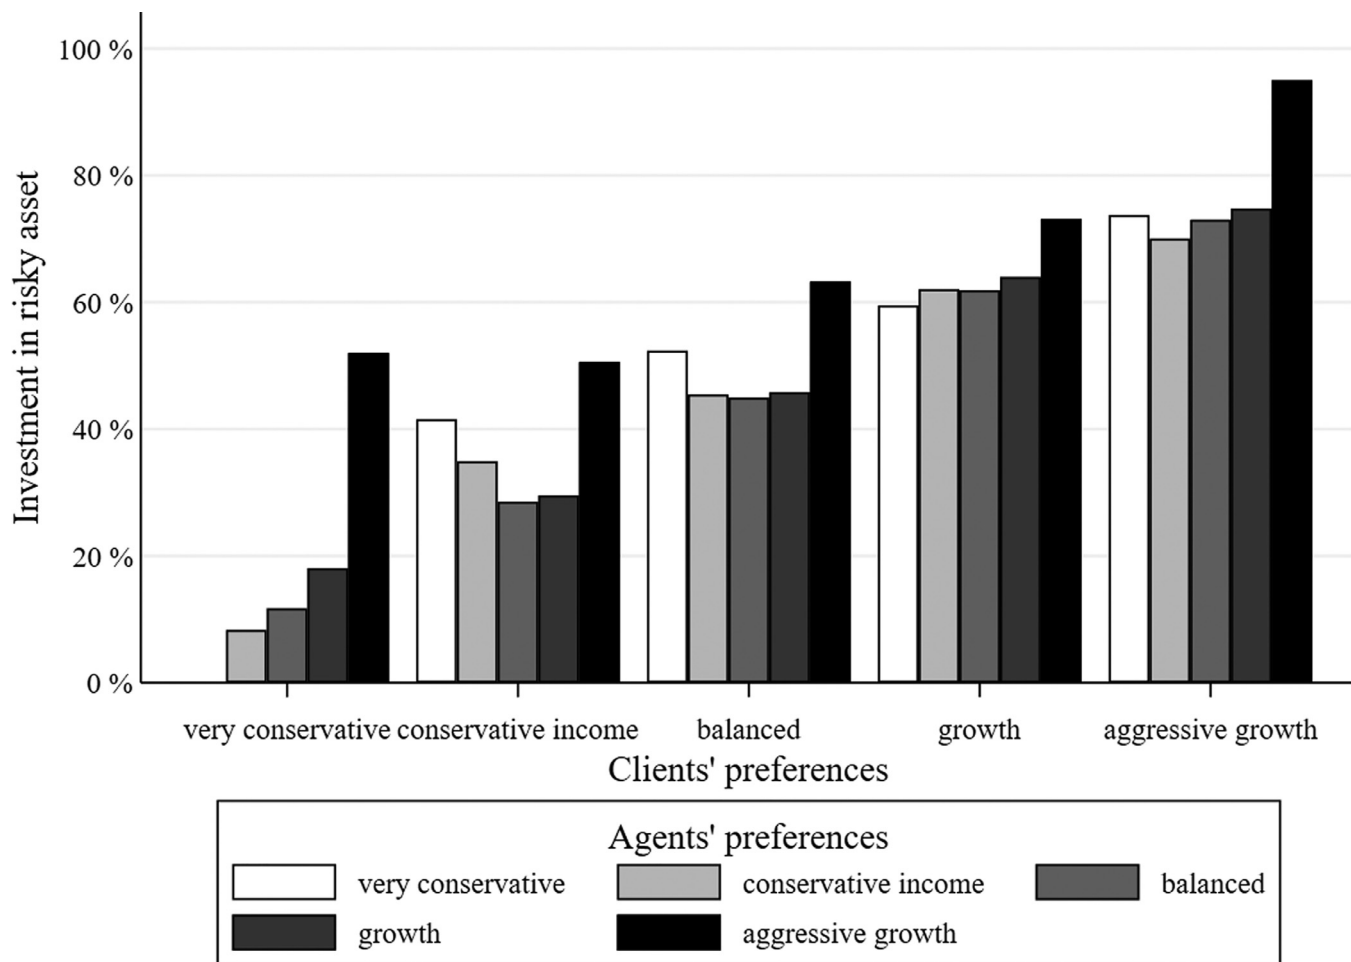 100 %
80 %
60 %
40 %
20 %
0 %
Investment in risky asset
very conservative conservative income balanced growth aggressive growth
Clients' preferences
Agents' preferences
very conservative conservative income balanced
growth aggressive growth